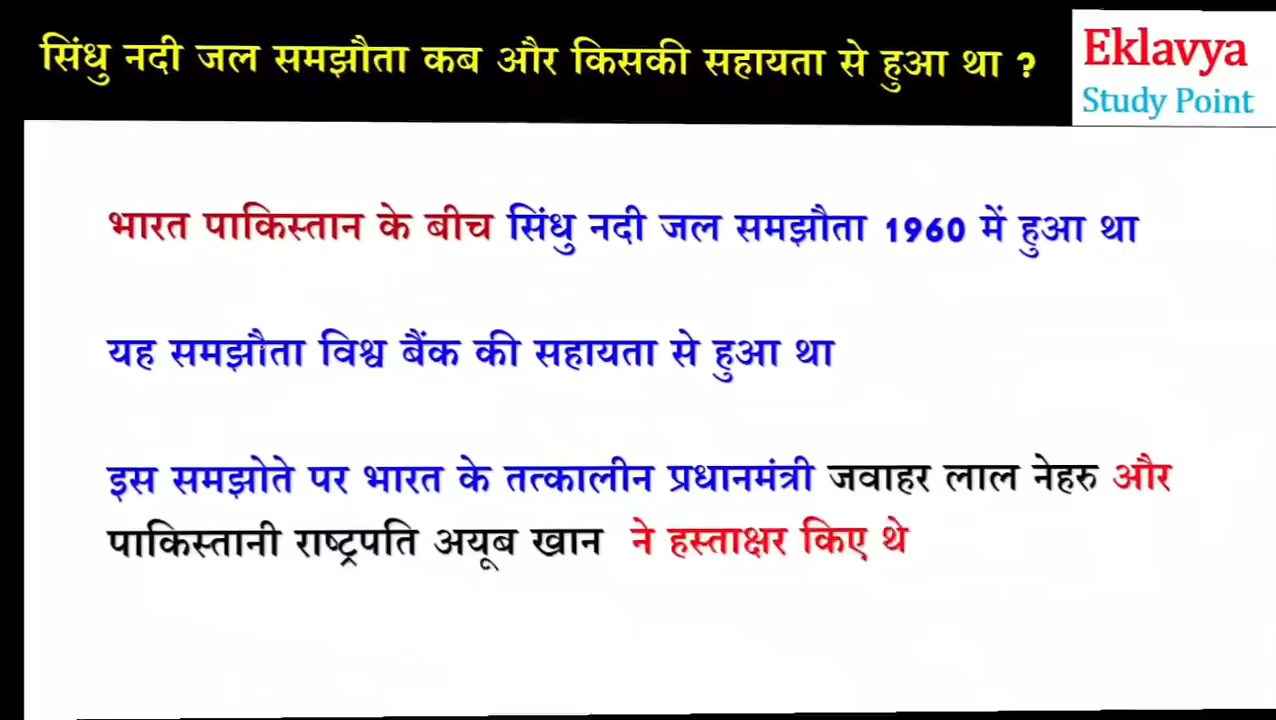 सिंधु नदी जल समझौता कब और किसकी सहायता से हुआ था ?
Eklavya
Study Point
भारत पाकिस्तान के बीच सिंधु नदी जल समझौता 1960 में हुआ था
यह समझौता विश्व बैंक की सहायता से हुआ था
इस समझोते पर भारत के तत्कालीन प्रधानमंत्री जवाहर लाल नेहरु और
पाकिस्तानी राष्ट्रपति अयूब खान ने हस्ताक्षर किए थे